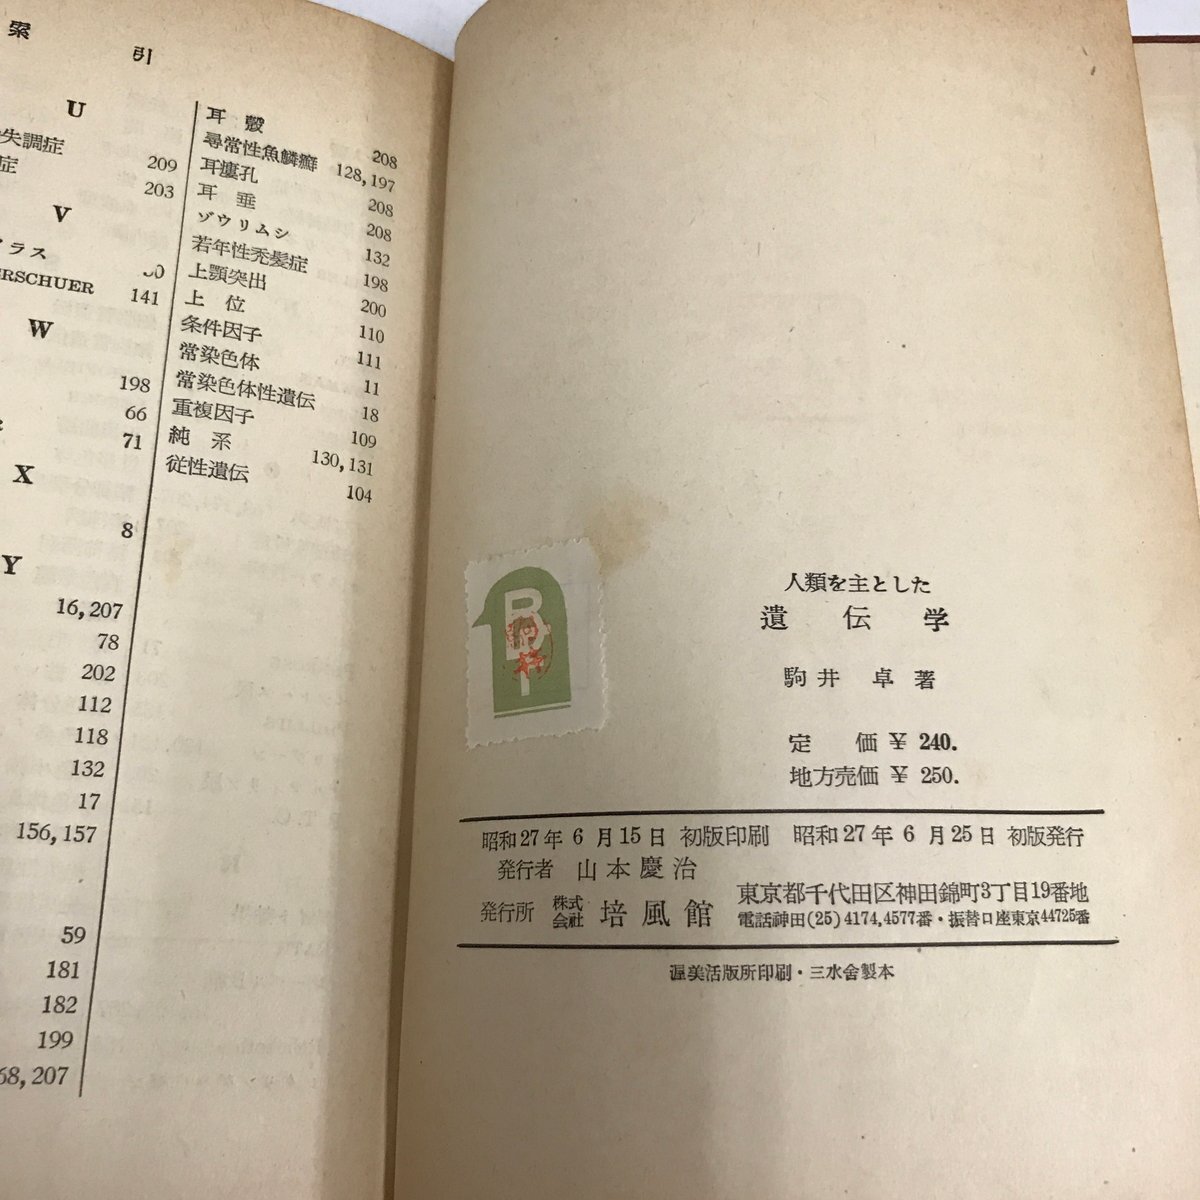 索
引
U
失調症 209
症 203
V
ラス
ERSCHUER 141
W
198
66
71
X
8
Y
16,207
78
202
112
118
132
17
156,157
59
181
182
199
68,207
耳殻 208
尋常性魚鱗癬 128,197
耳瘻孔 208
耳垂 208
ゾウリムシ 132
若年性禿髪症 198
上顎突出 200
上位 110
条件因子 111
常染色体 11
常染色体性遺伝 18
重複因子 109
純系 130,131
従性遺伝 104
人類を主とした
遺伝学
駒井 卓 著
定価 ¥ 240.
地方売価 ¥ 250.
昭和27年6月15日 初版印刷 昭和27年6月25日 初版発行
発行者 山本慶治
発行所 株式会社 培風館
東京都千代田区神田錦町3丁目19番地
電話神田(25)4174,4577番・振替口座東京44725番
渥美活版所印刷・三水舎製本